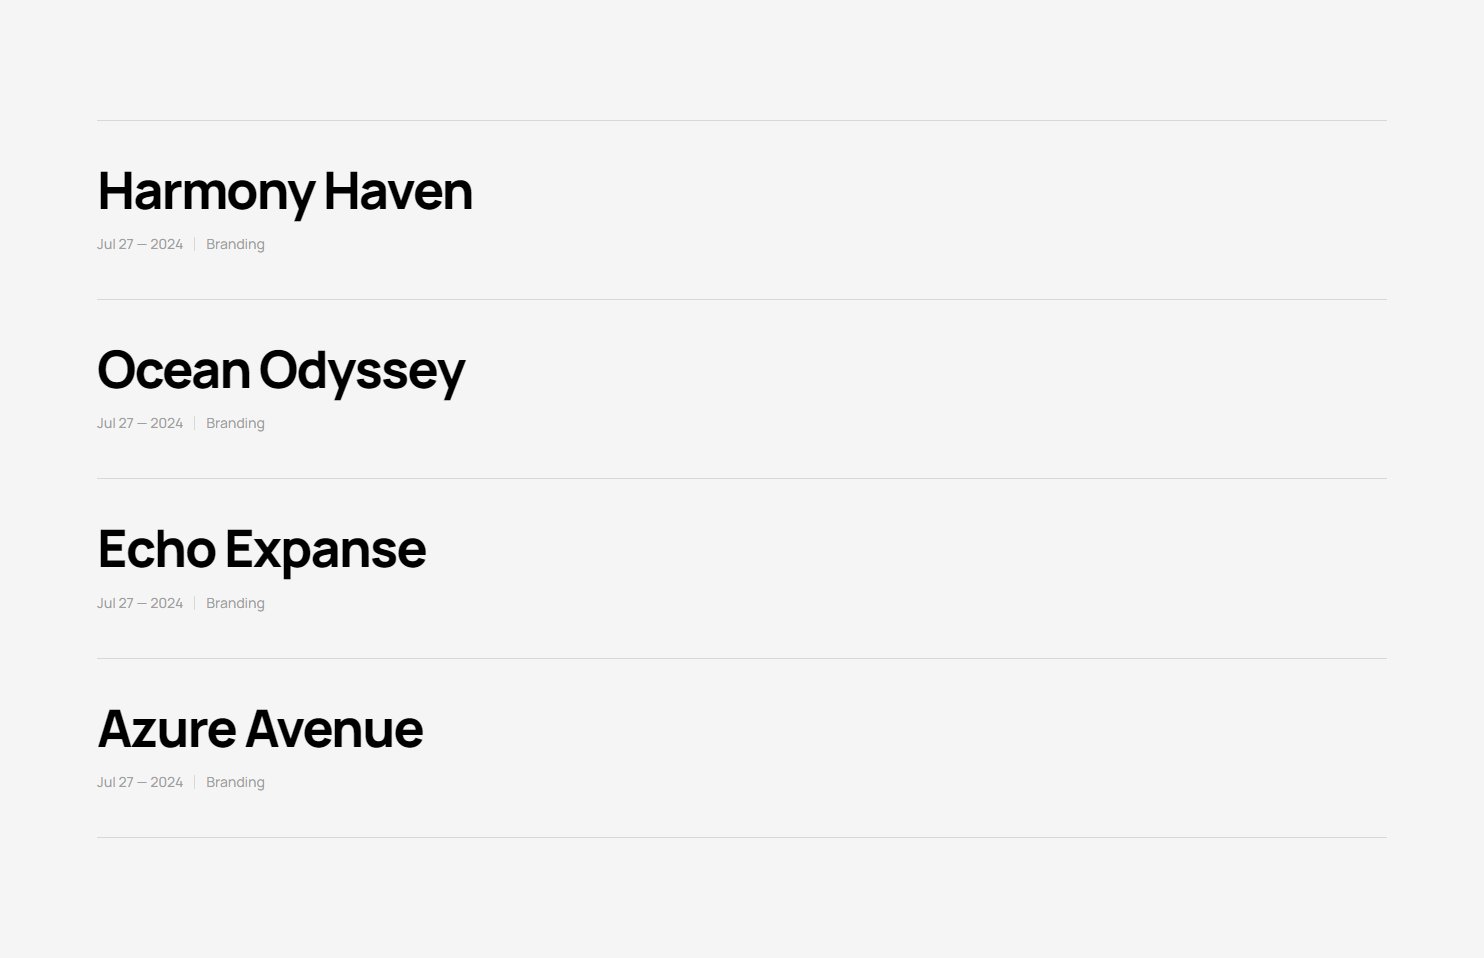 Harmony Haven
Jul 27 — 2024 | Branding
Ocean Odyssey
Jul 27 — 2024 | Branding
Echo Expanse
Jul 27 — 2024 | Branding
Azure Avenue
Jul 27 — 2024 | Branding